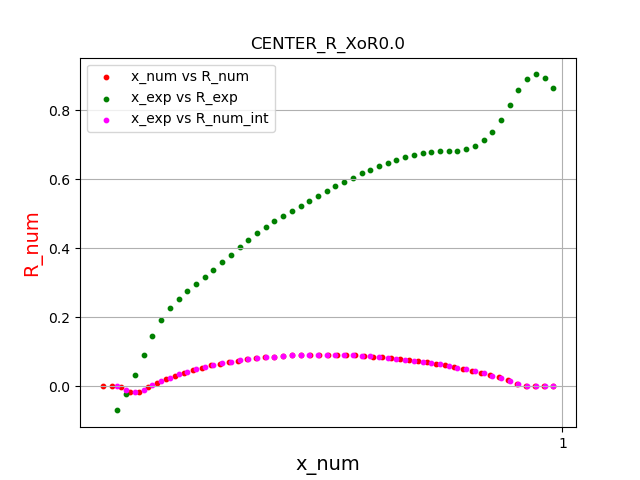 CENTER_R_XoR0.0
x_num vs R_num
x_exp vs R_exp
x_exp vs R_num_int
R_num
0.8
0.6
0.4
0.2
0.0
1
x_num